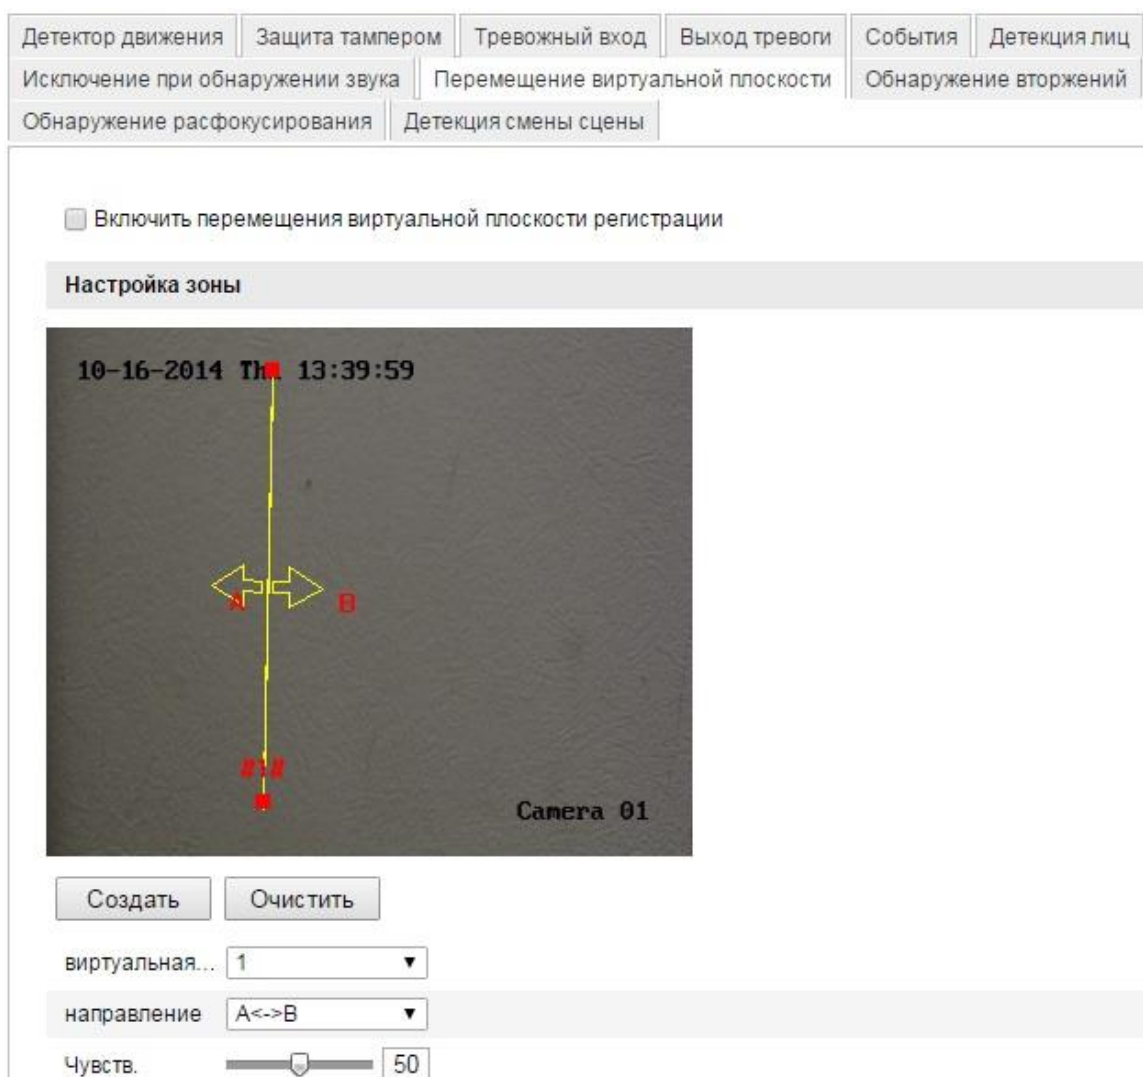 Детектор движения Защита тампером Тревожный вход Выход тревоги События Детекция лиц
Исключение при обнаружении звука Перемещение виртуальной плоскости Обнаружение вторжений
Обнаружение расфокусирования Детекция смены сцены
Включить перемещения виртуальной плоскости регистрации
Настройка зоны
10-16-2014 13:39:59
A B
Camera 01
Создать Очистить
виртуальная... 1
направление A<->B
Чувств. 50